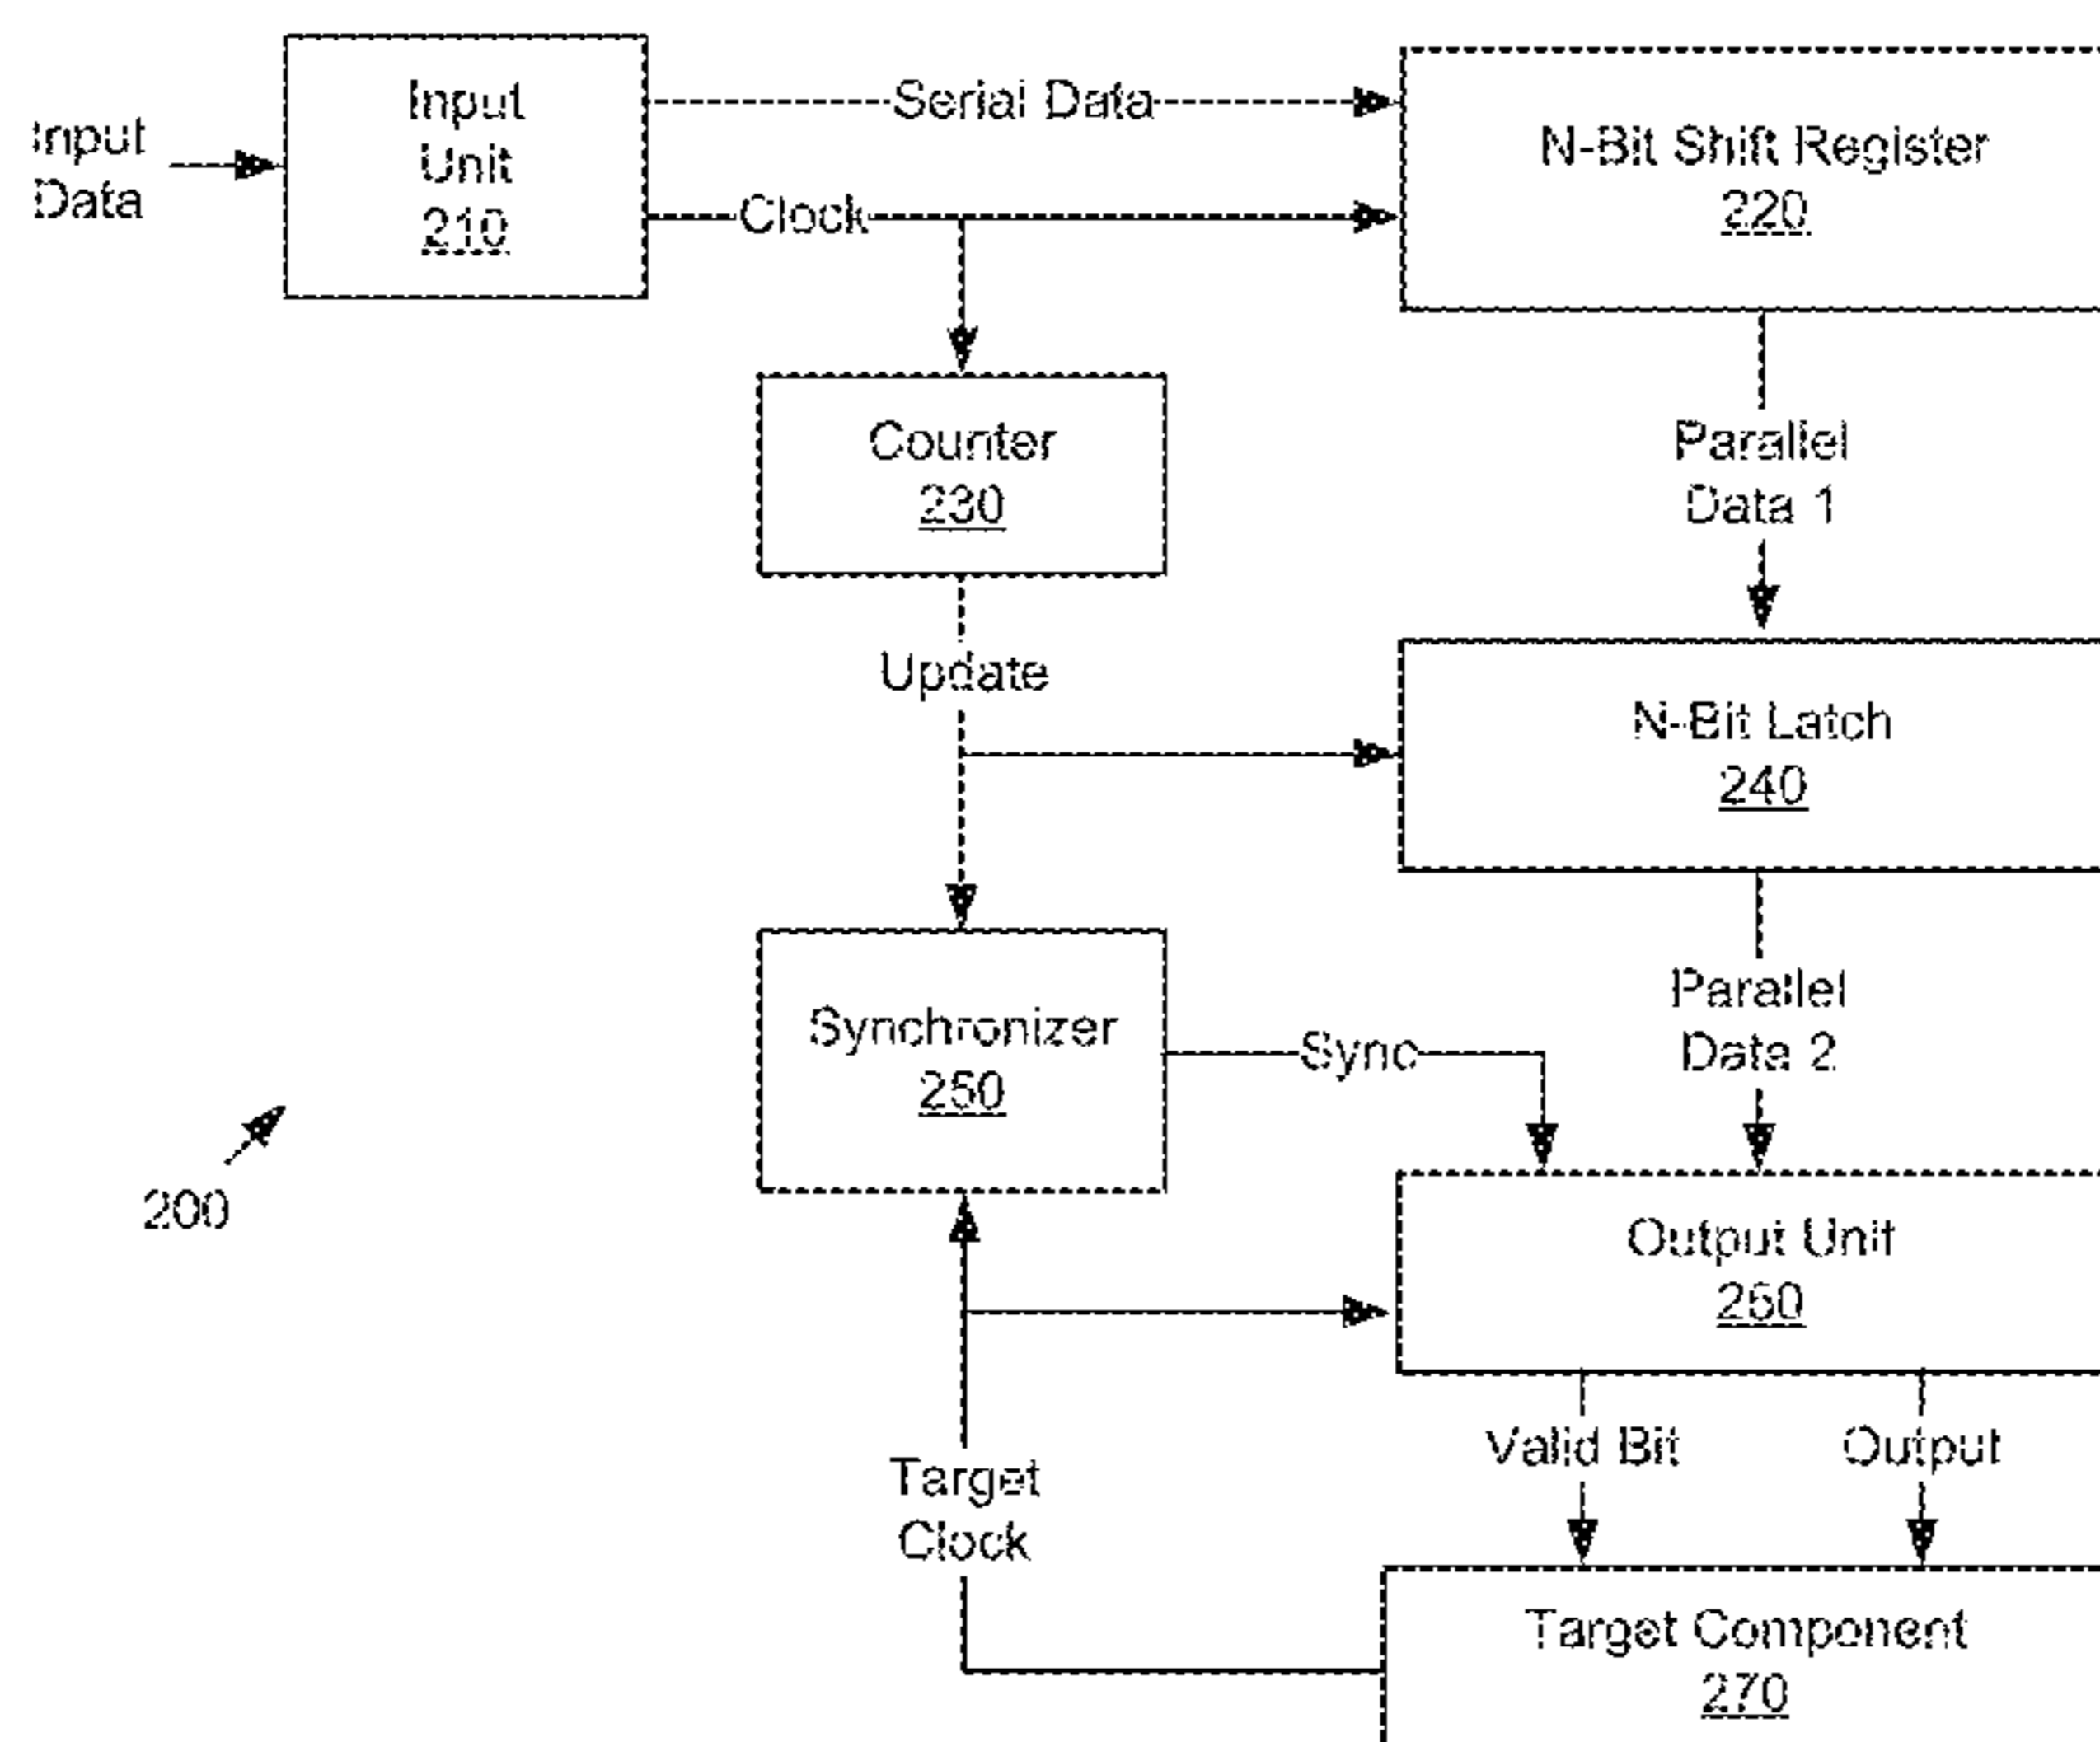 Input
Data
Input
Unit
210
Serial Data
Clock
N-Bit Shift Register
220
Counter
230
Parallel
Data 1
Update
N-Bit Latch
240
Synchronizer
250
Sync
Parallel
Data 2
200
Output Unit
260
Valid Bit
Output
Target
Clock
Target Component
270